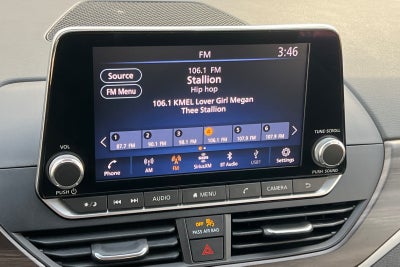 FM
3:46
Source
FM Menu
106.1 FM
Stallion
Hip hop
106.1 KMEL Lover Girl Megan
Thee Stallion
1 2 3 4 5 6
87.7 FM 90.1 FM 98.1 FM 106.1 FM 107.9 FM 107.9 FM
Phone AM FM SiriusXM BT Audio USB Settings
VOL
PUSH
TUNE·SCROLL
PUSH SOUND
AUDIO MENU CAMERA
OFF
PASS AIR BAG